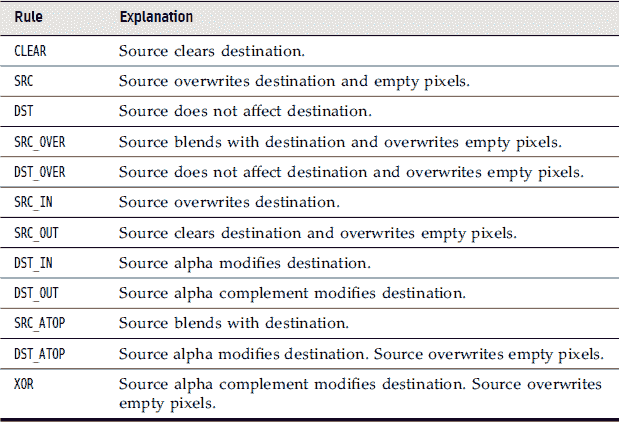 Rule Explanation
CLEAR Source clears destination.
SRC Source overwrites destination and empty pixels.
DST Source does not affect destination.
SRC_OVER Source blends with destination and overwrites empty pixels.
DST_OVER Source does not affect destination and overwrites empty pixels.
SRC_IN Source overwrites destination.
SRC_OUT Source clears destination and overwrites empty pixels.
DST_IN Source alpha modifies destination.
DST_OUT Source alpha complement modifies destination.
SRC_ATOP Source blends with destination.
DST_ATOP Source alpha modifies destination. Source overwrites empty pixels.
XOR Source alpha complement modifies destination. Source overwrites
empty pixels.